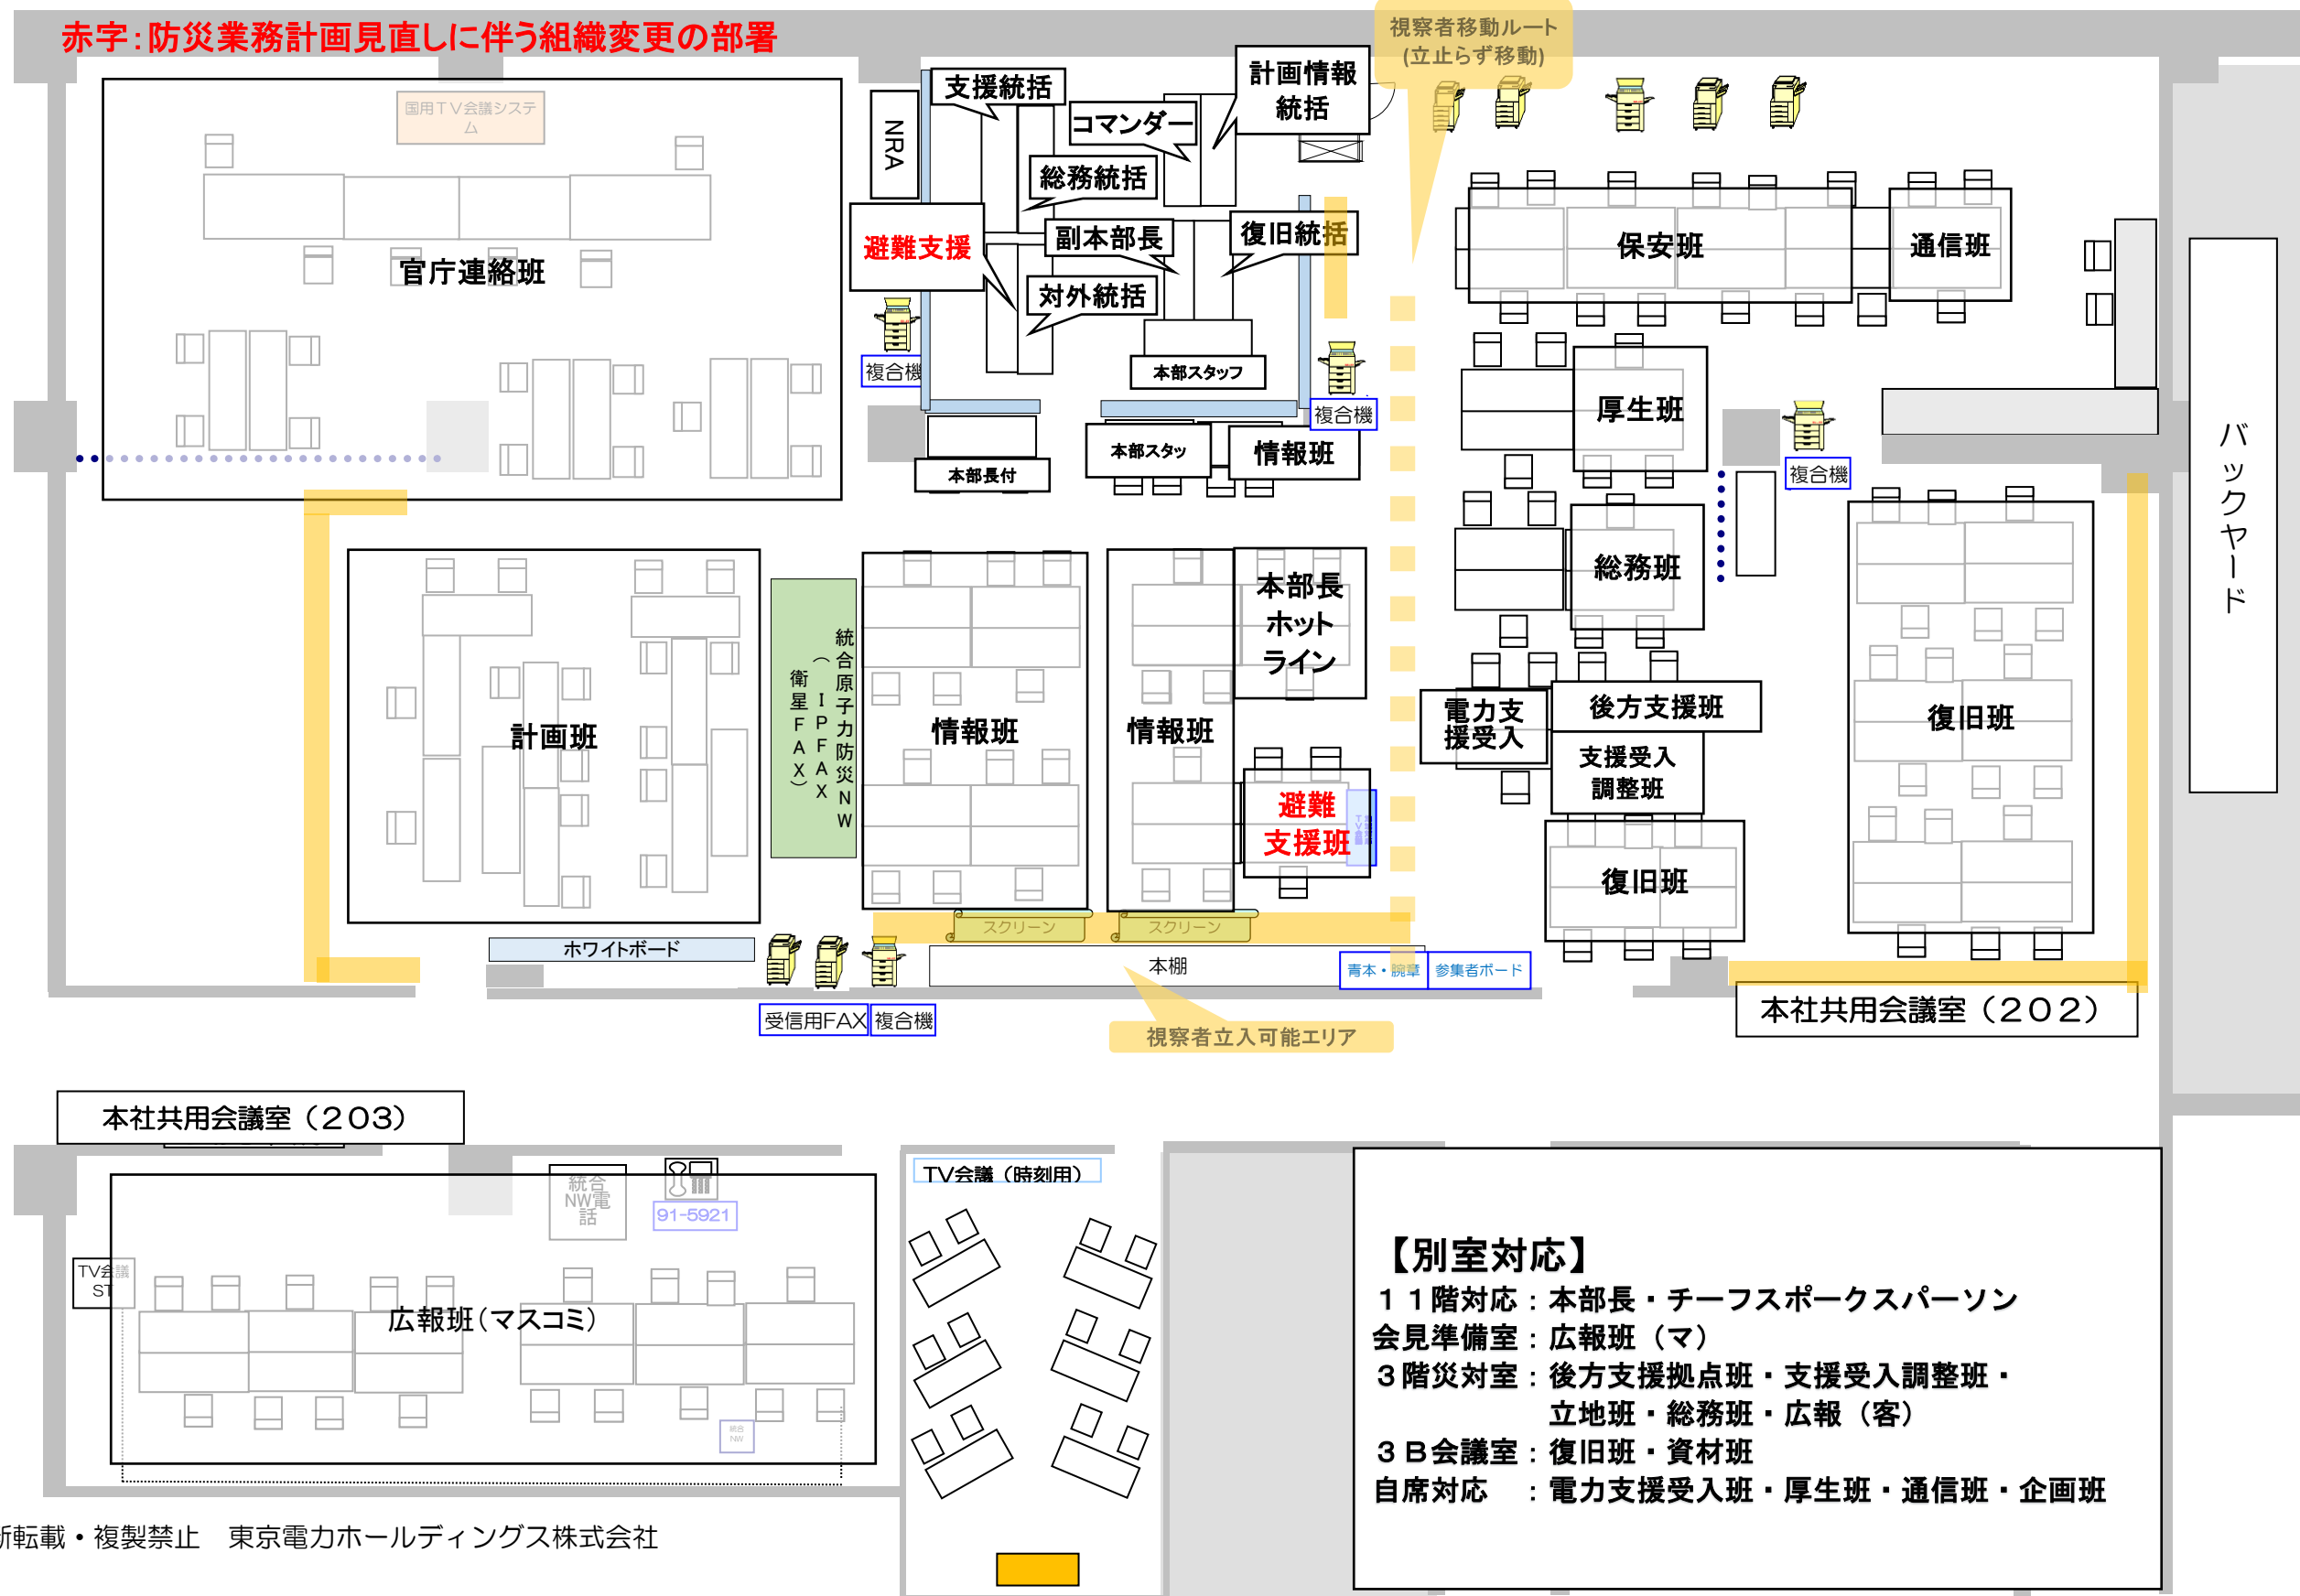 赤字:防災業務計画見直しに伴う組織変更の部署
視察者移動ルート
(立止らず移動)
国用TV会議システ
ム
官庁連絡班
NRA
支援統括
計画情報
統括
コマンダー
総務統括
避難支援
副本部長
復旧統括
対外統括
複合機
本部スタッフ
複合機
本部長付
本部スタッ
情報班
保安班
通信班
厚生班
複合機
総務班
バックヤード
計画班
統合原子力防災NW
(IPFAX
衛星FAX)
情報班
情報班
本部長
ホット
ライン
避難
支援班
電力支
援受入
後方支援班
支援受入
調整班
復旧班
復旧班
スクリーン
スクリーン
ホワイトボード
本棚
青本・腕章
参集者ボード
受信用FAX
複合機
視察者立入可能エリア
本社共用会議室(202)
本社共用会議室(203)
統合
NW電
話
91-5921
TV会議
ST
広報班(マスコミ)
統合
NW
TV会議(時刻用)
【別室対応】
11階対応:本部長・チーフスポークスパーソン
会見準備室:広報班(マ)
3階災対室:後方支援拠点班・支援受入調整班・
立地班・総務班・広報(客)
3B会議室:復旧班・資材班
自席対応 :電力支援受入班・厚生班・通信班・企画班
断転載・複製禁止 東京電力ホールディングス株式会社